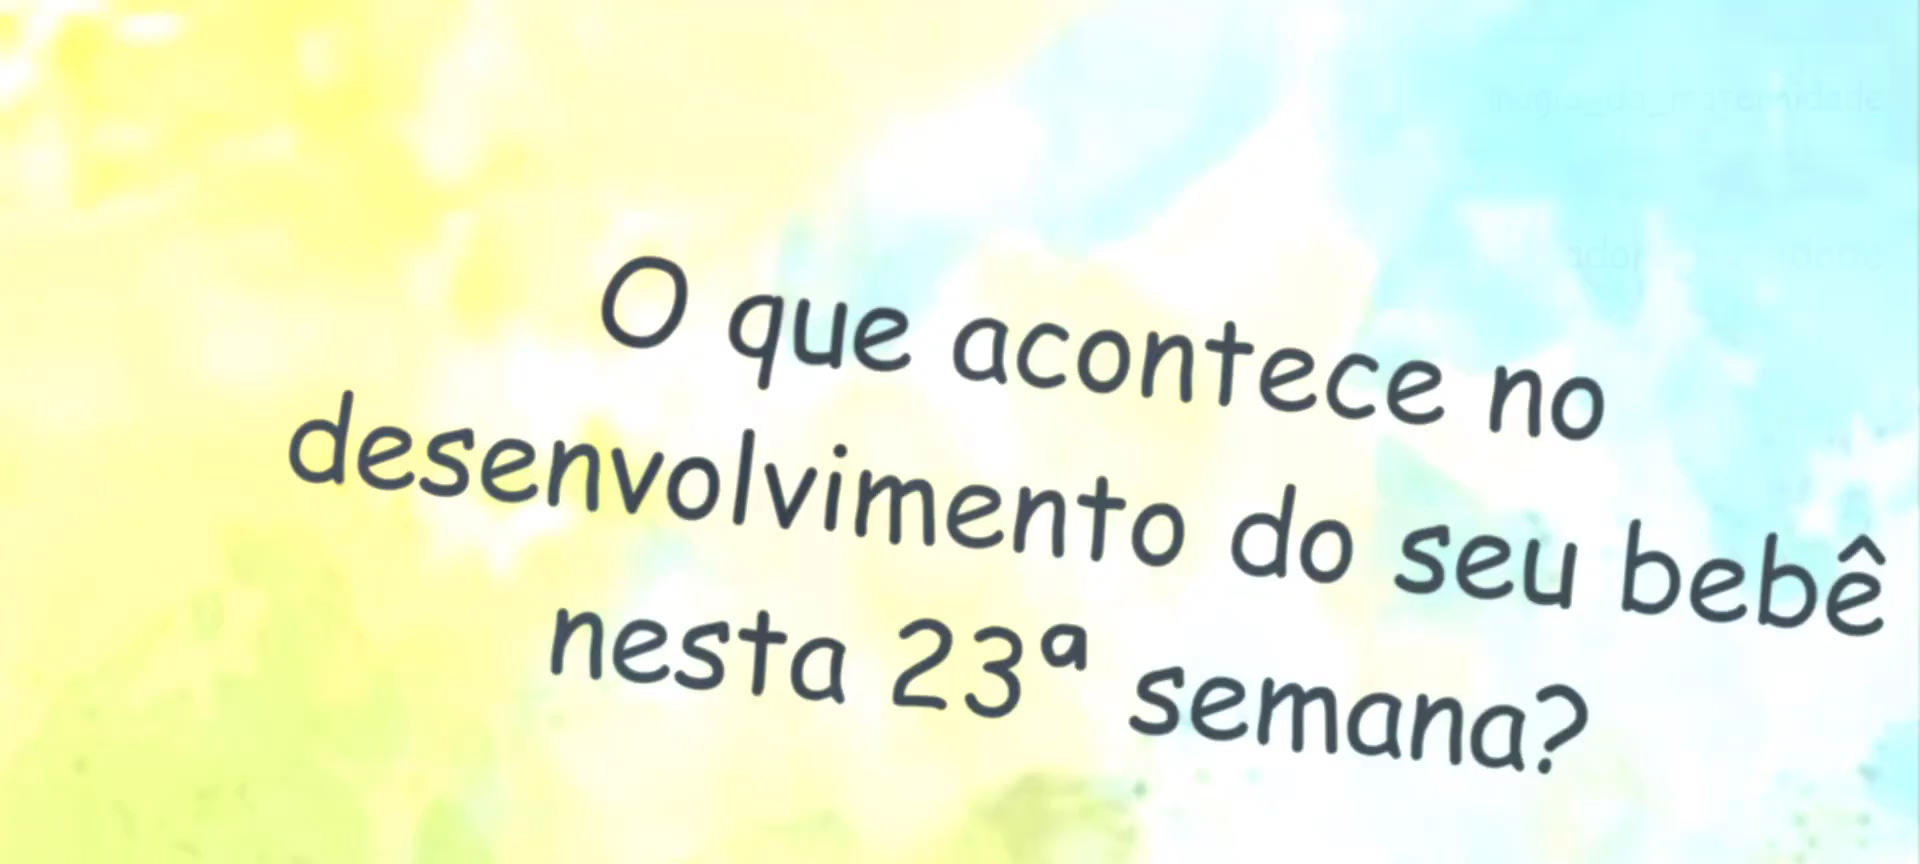 O que acontece no
desenvolvimento do seu bebê
nesta 23ª semana?